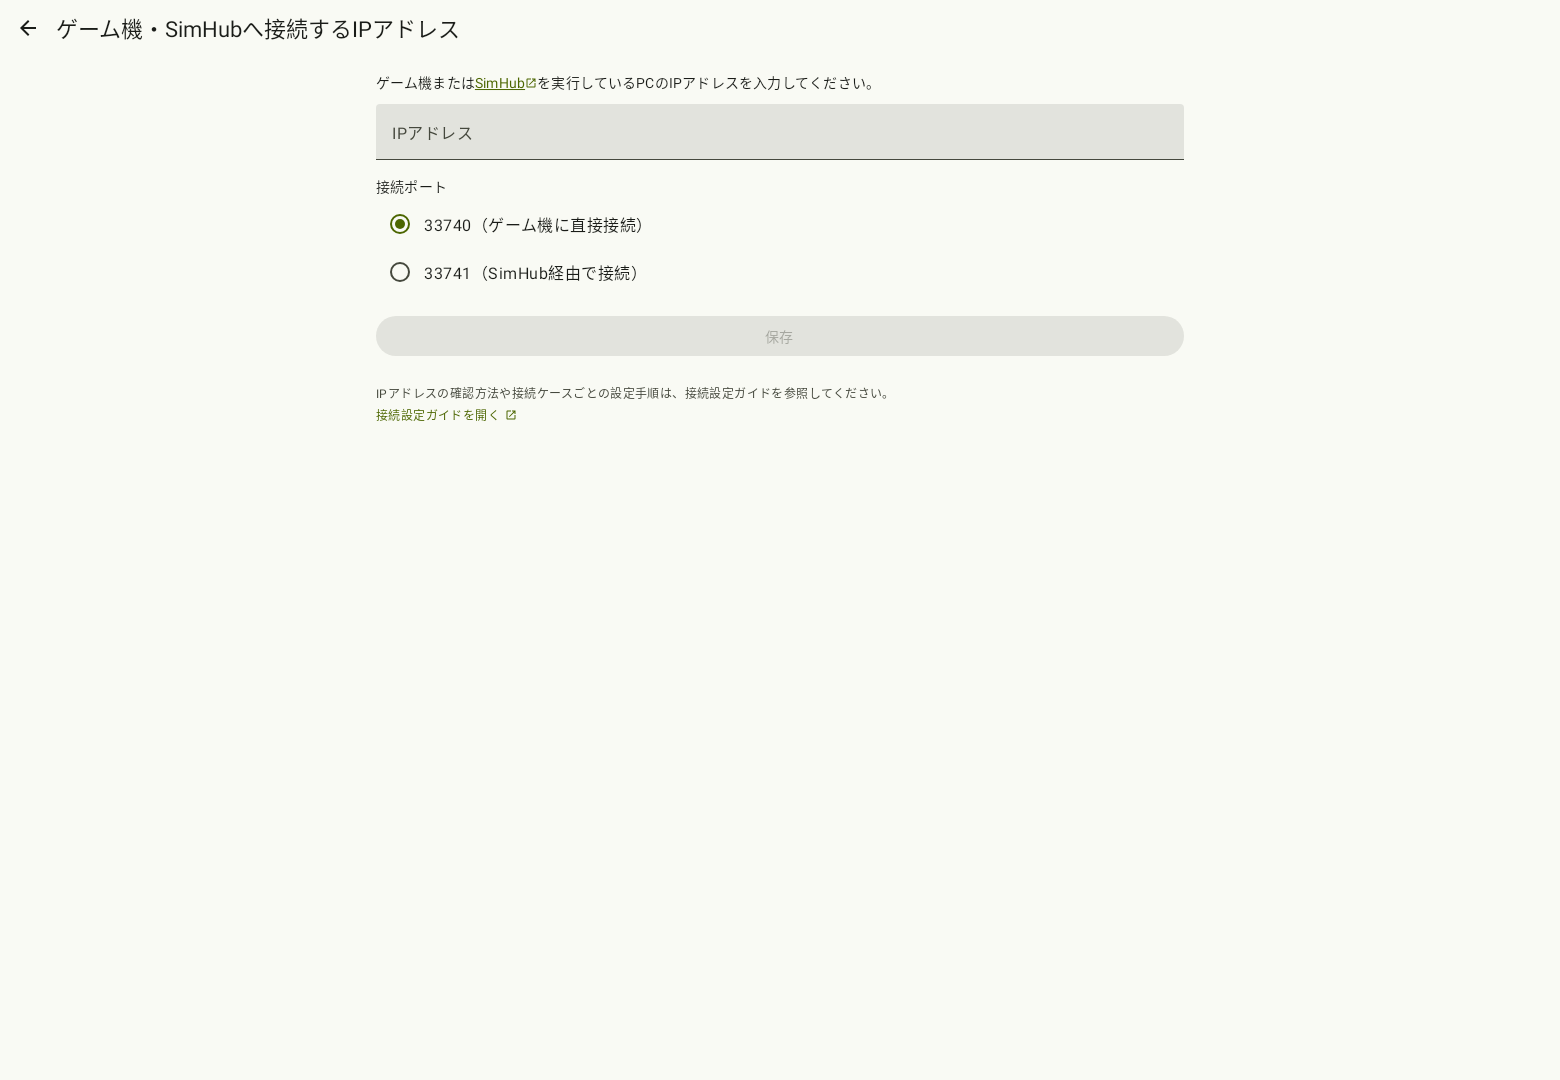 ゲーム機・SimHubへ接続するIPアドレス
ゲーム機またはSimHubを実行しているPCのIPアドレスを入力してください。
IPアドレス
接続ポート
33740（ゲーム機に直接接続）
33741（SimHub経由で接続）
保存
IPアドレスの確認方法や接続ケースごとの設定手順は、接続設定ガイドを参照してください。
接続設定ガイドを開く